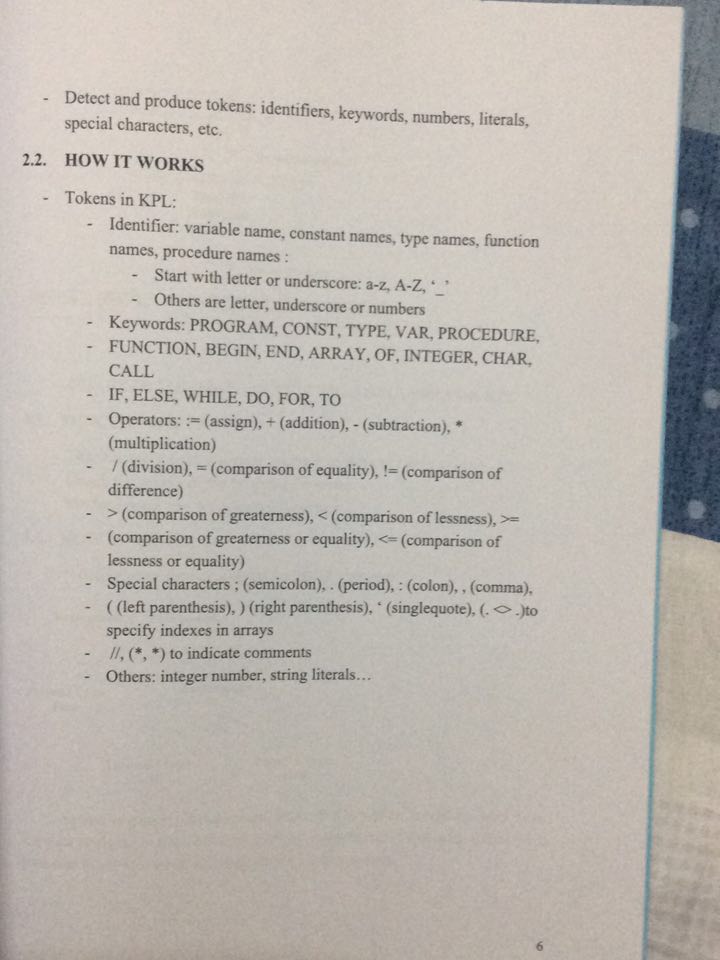 - Detect and produce tokens: identifiers, keywords, numbers, literals,
special characters, etc.
2.2. HOW IT WORKS
- Tokens in KPL:
- Identifier: variable name, constant names, type names, function
names, procedure names :
- Start with letter or underscore: a-z, A-Z, ‘_’
- Others are letter, underscore or numbers
- Keywords: PROGRAM, CONST, TYPE, VAR, PROCEDURE,
- FUNCTION, BEGIN, END, ARRAY, OF, INTEGER, CHAR,
CALL
- IF, ELSE, WHILE, DO, FOR, TO
- Operators: := (assign), + (addition), - (subtraction), *
(multiplication)
- / (division), = (comparison of equality), != (comparison of
difference)
- > (comparison of greaterness), < (comparison of lessness), >=
- (comparison of greaterness or equality), <= (comparison of
lessness or equality)
- Special characters ; (semicolon), . (period), : (colon), , (comma),
- ( (left parenthesis), ) (right parenthesis), ‘ (singlequote), (. <> .)to
specify indexes in arrays
- //, (*, *) to indicate comments
- Others: integer number, string literals…
6